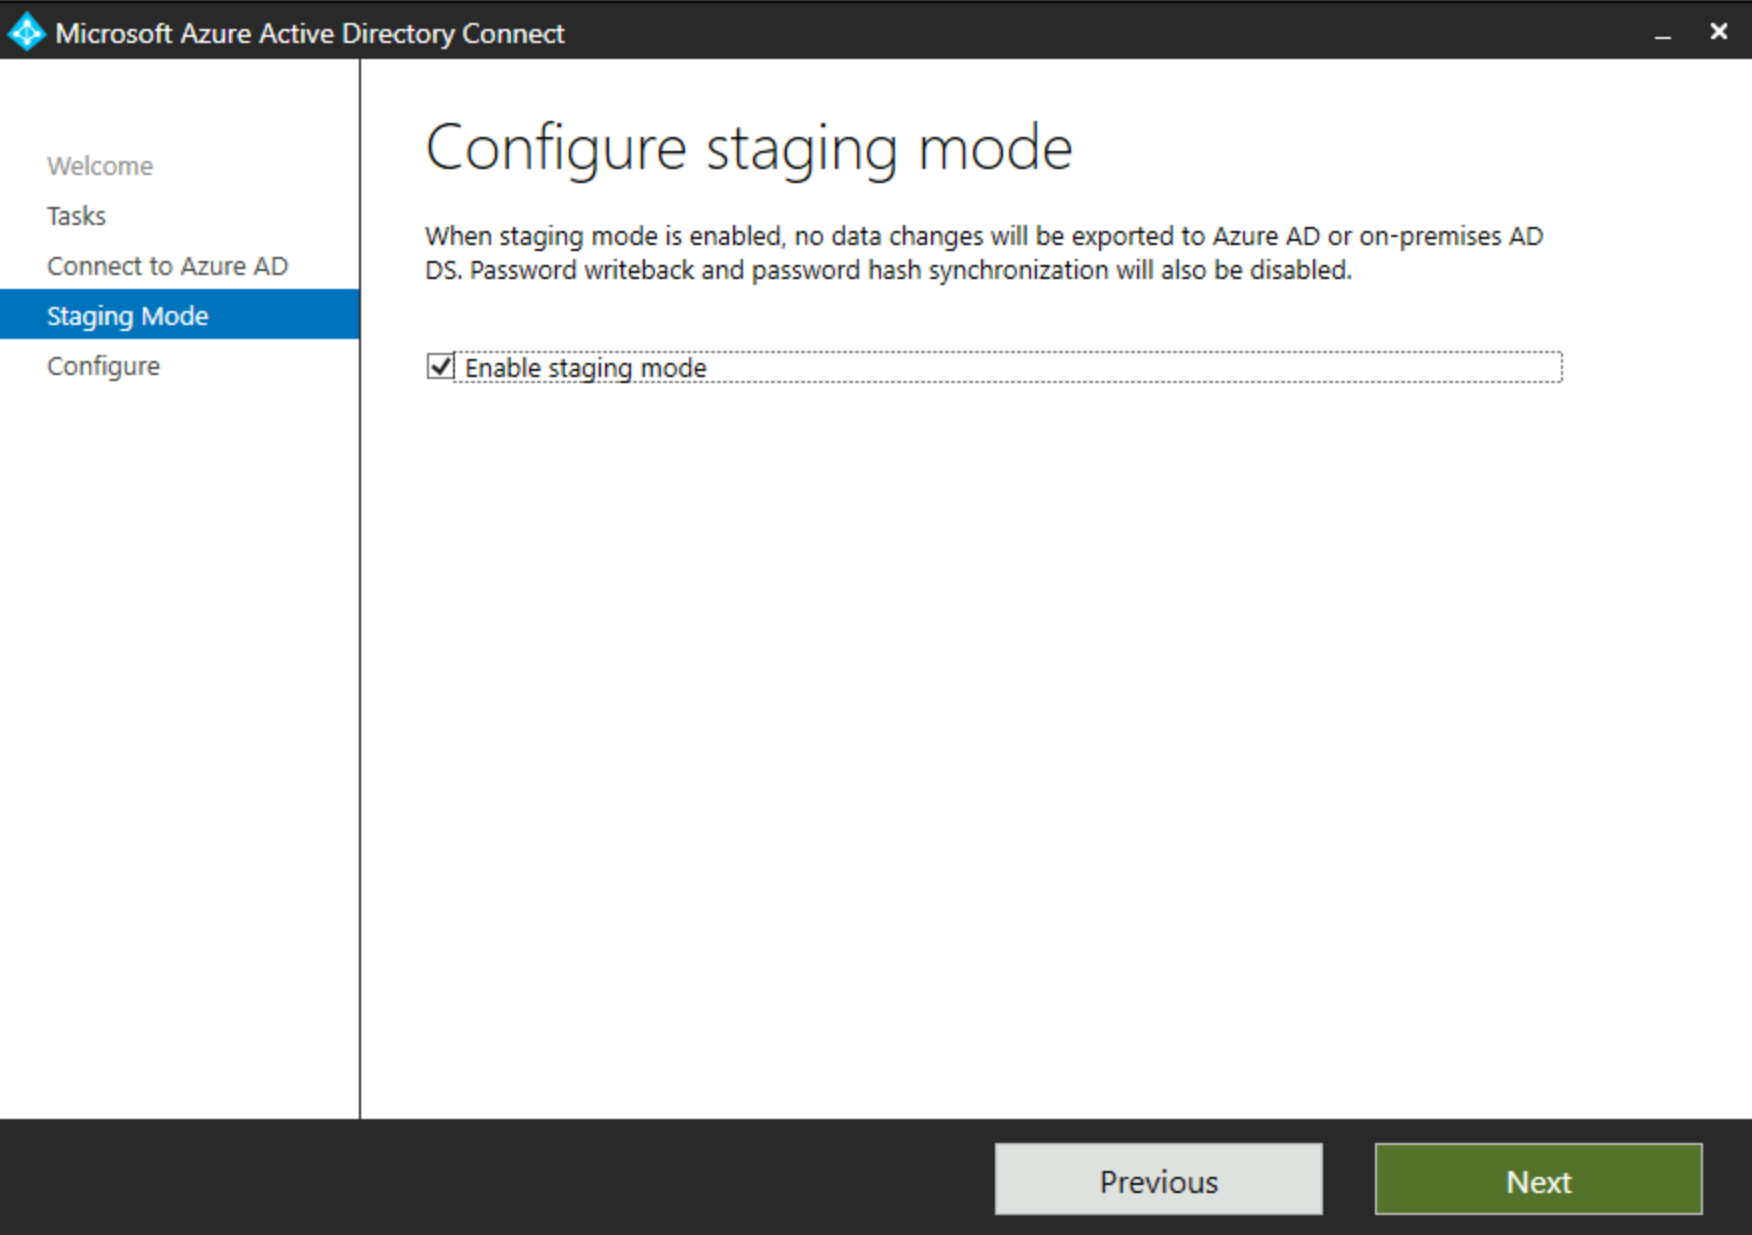 Microsoft Azure Active Directory Connect
Welcome
Tasks
Connect to Azure AD
Staging Mode
Configure
Configure staging mode
When staging mode is enabled, no data changes will be exported to Azure AD or on-premises AD
DS. Password writeback and password hash synchronization will also be disabled.
Enable staging mode
Previous
Next